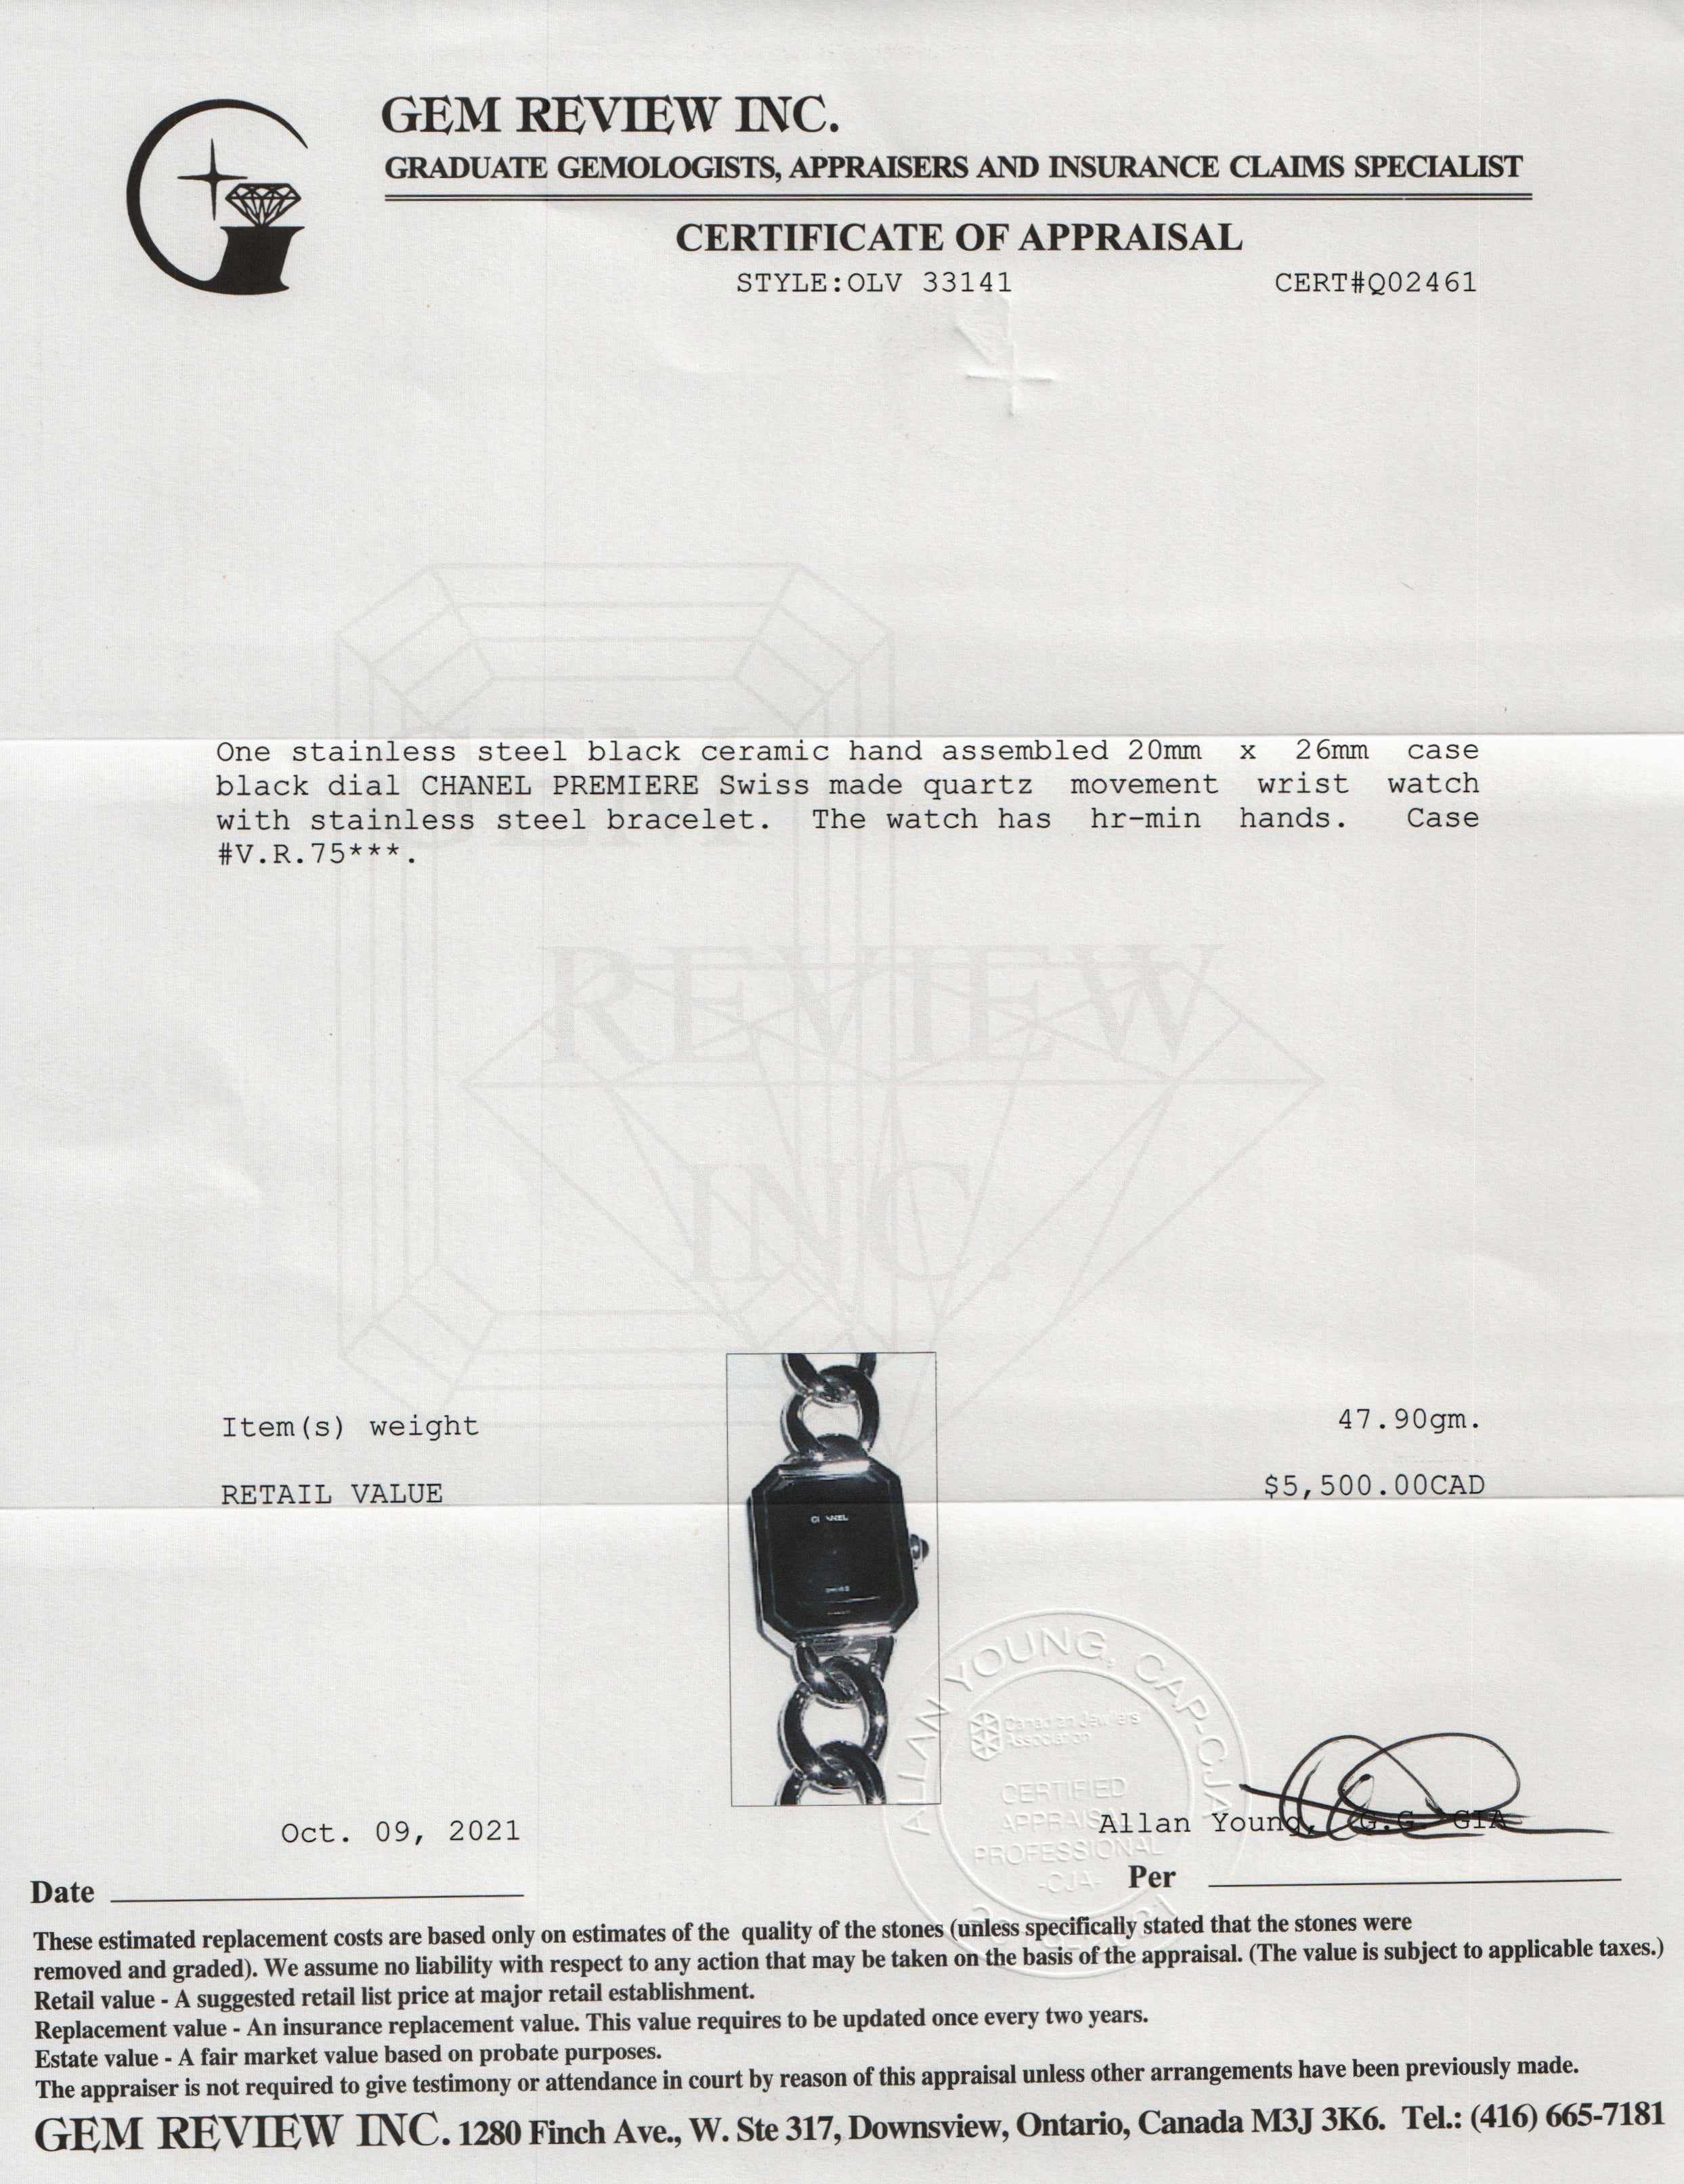 GEM REVIEW INC.
GRADUATE GEMOLOGISTS, APPRAISERS AND INSURANCE CLAIMS SPECIALIST
CERTIFICATE OF APPRAISAL
STYLE:OLV 33141 CERT#Q02461
GEM
One stainless steel black ceramic hand assembled 20mm x 26mm case
black dial CHANEL PREMIERE Swiss made quartz movement wrist watch
with stainless steel bracelet. The watch has hr-min hands. Case
#V.R.75***.
REVIEW
INC.
Item(s) weight 47.90gm.
RETAIL VALUE $5,500.00CAD
ALLAN YOUNG, CAP-CJA
Canadian Jewellers
Association
CERTIFIED
APPRAISAL
PROFESSIONAL
-CJA-
Oct. 09, 2021 Allan Young, G.G. GIA
Date Per
These estimated replacement costs are based only on estimates of the quality of the stones (unless specifically stated that the stones were
removed and graded). We assume no liability with respect to any action that may be taken on the basis of the appraisal. (The value is subject to applicable taxes.)
Retail value - A suggested retail list price at major retail establishment.
Replacement value - An insurance replacement value. This value requires to be updated once every two years.
Estate value - A fair market value based on probate purposes.
The appraiser is not required to give testimony or attendance in court by reason of this appraisal unless other arrangements have been previously made.
GEM REVIEW INC. 1280 Finch Ave., W. Ste 317, Downsview, Ontario, Canada M3J 3K6. Tel.: (416) 665-7181